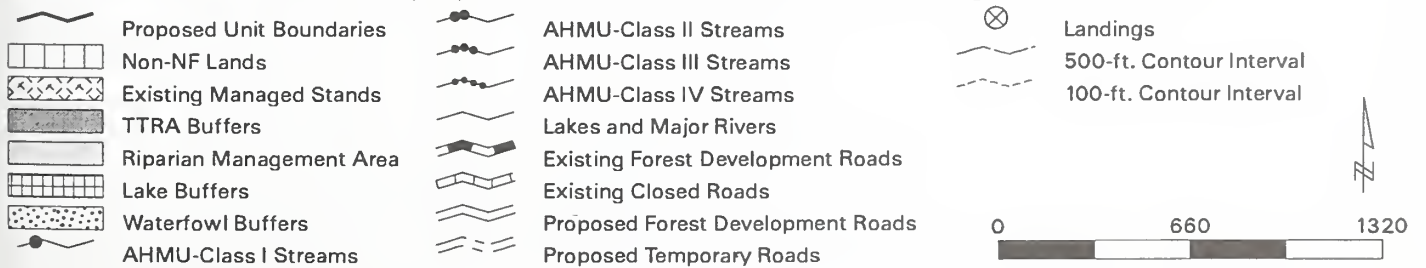 Proposed Unit Boundaries
Non-NF Lands
Existing Managed Stands
TTRA Buffers
Riparian Management Area
Lake Buffers
Waterfowl Buffers
AHMU-Class I Streams
AHMU-Class II Streams
AHMU-Class III Streams
AHMU-Class IV Streams
Lakes and Major Rivers
Existing Forest Development Roads
Existing Closed Roads
Proposed Forest Development Roads
Proposed Temporary Roads
Landings
500-ft. Contour Interval
100-ft. Contour Interval
N
0 660 1320